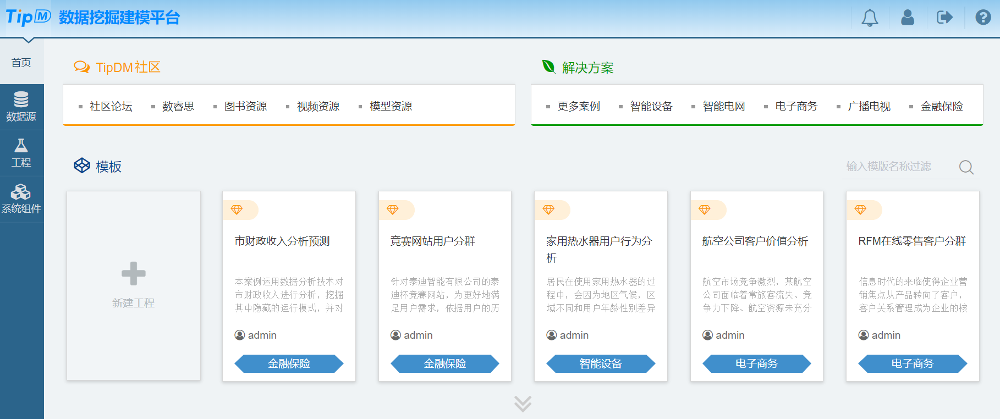 TipDM 数据挖掘建模平台
首页
数据源
工程
系统组件
TipDM社区
社区论坛 数睿思 图书资源 视频资源 模型资源
解决方案
更多案例 智能设备 智能电网 电子商务 广播电视 金融保险
模板
输入模版名称过滤
新建工程
市财政收入分析预测
本案例运用数据分析技术对
市财政收入进行分析，挖掘
其中隐藏的运行模式，并对
admin
金融保险
竞赛网站用户分群
针对泰迪智能有限公司的泰
迪杯竞赛网站，为更好地满
足用户需求，依据用户的历
admin
金融保险
家用热水器用户行为分
析
居民在使用家用热水器的过
程中，会因为地区气候，区
域不同和用户年龄性别差异
admin
智能设备
航空公司客户价值分析
航空市场竞争激烈，某航空
公司面临着常旅客流失、竞
争力下降、航空资源未充分
admin
电子商务
RFM在线零售客户分群
信息时代的来临使得企业营
销焦点从产品转向了客户，
客户关系管理成为企业的核
admin
电子商务